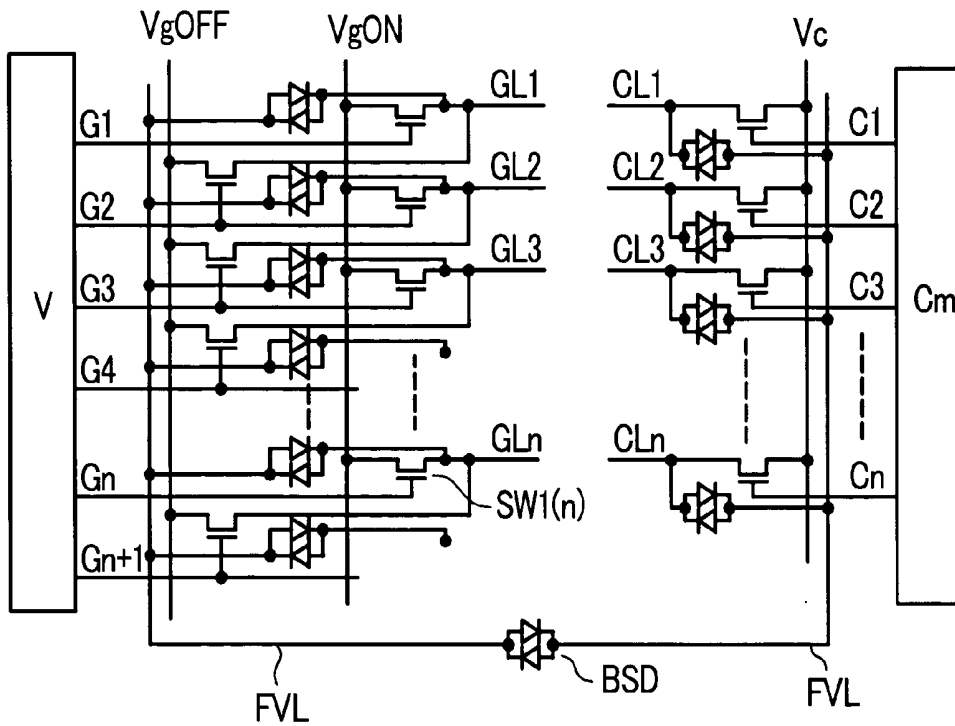 VgOFF VgON Vc
GL1 CL1
G1 C1
GL2 CL2
G2 C2
GL3 CL3
V G3 C3 Cm
G4
GLn CLn
Gn SW1(n) Cn
Gn+1
BSD
FVL FVL